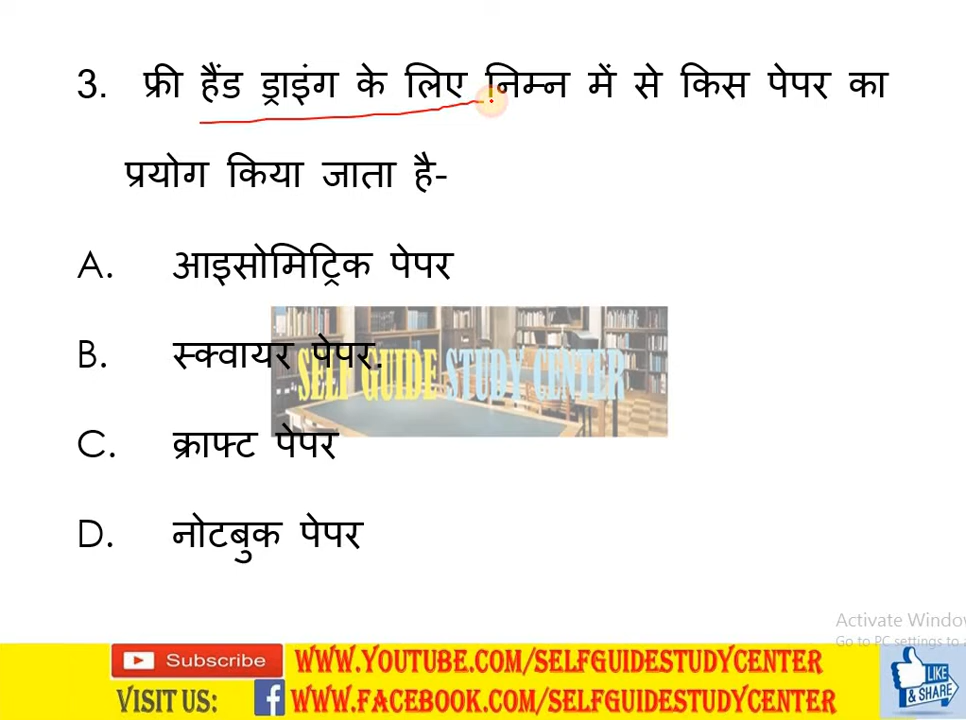 3. फ्री हैंड ड्राइंग के लिए निम्न में से किस पेपर का
प्रयोग किया जाता है-
A. आइसोमिट्रिक पेपर
B. स्क्वायर पेपर.
C. क्राफ्ट पेपर
D. नोटबुक पेपर
SELF GUIDE STUDY CENTER
Activate Window
Go to PC settings to a
Subscribe WWW.YOUTUBE.COM/SELFGUIDESTUDYCENTER
VISIT US: f WWW.FACEBOOK.COM/SELFGUIDESTUDYCENTER
LIKE
& SHARE